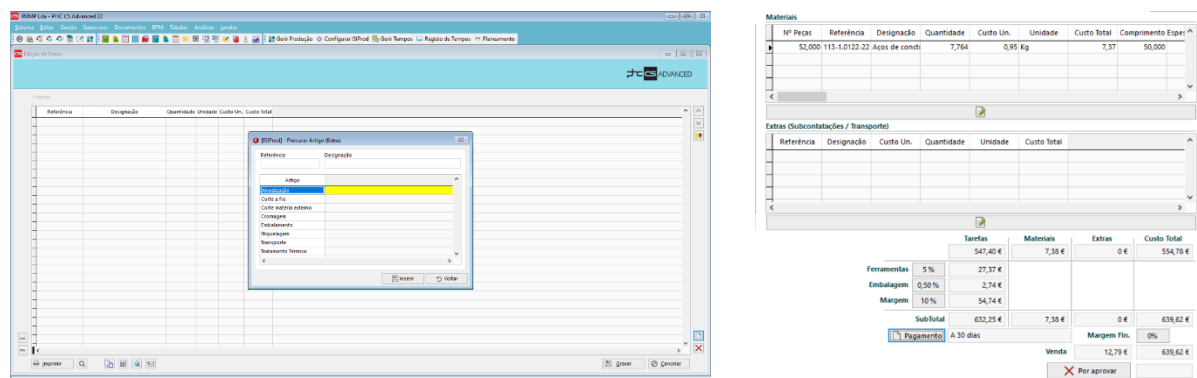 RRMP Lda - PHC CS Advanced 22
Sistema Editar Gestão Supervisor Documentos BPM Tabelas Análises Janelas
Gerir Produção Configurar ISIProd Gerir Tempos Registo de Tempos Planeamento
Edição de Extras
phc CS ADVANCED
Referência Designação Quantidade Unidade Custo Un. Custo Total
[ISIProd] - Procurar Artigo (Extras
Referência Designação
Artigo
Anodização
Corte a fio
Corte matéria externo
Cromagem
Embalamento
Niquelagem
Transporte
Tratamento Térmico
Inserir Voltar
Imprimir Gravar Cancelar
Materiais
Nº Peças Referência Designação Quantidade Custo Un. Unidade Custo Total Comprimento Espes
52,000 113-1.0122-22 Aços de constr 7,764 0,95 Kg 7,37 50,000
Extras (Subcontatações / Transporte)
Referência Designação Custo Un. Quantidade Unidade Custo Total
Tarefas Materiais Extras Custo Total
547,40 € 7,38 € 0 € 554,78 €
Ferramentas 5 % 27,37 €
Embalagem 0,50 % 2,74 €
Margem 10 % 54,74 €
SubTotal 632,25 € 7,38 € 0 € 639,62 €
Pagamento A 30 dias Margem Fin. 0%
Venda 12,79 € 639,62 €
Por aprovar